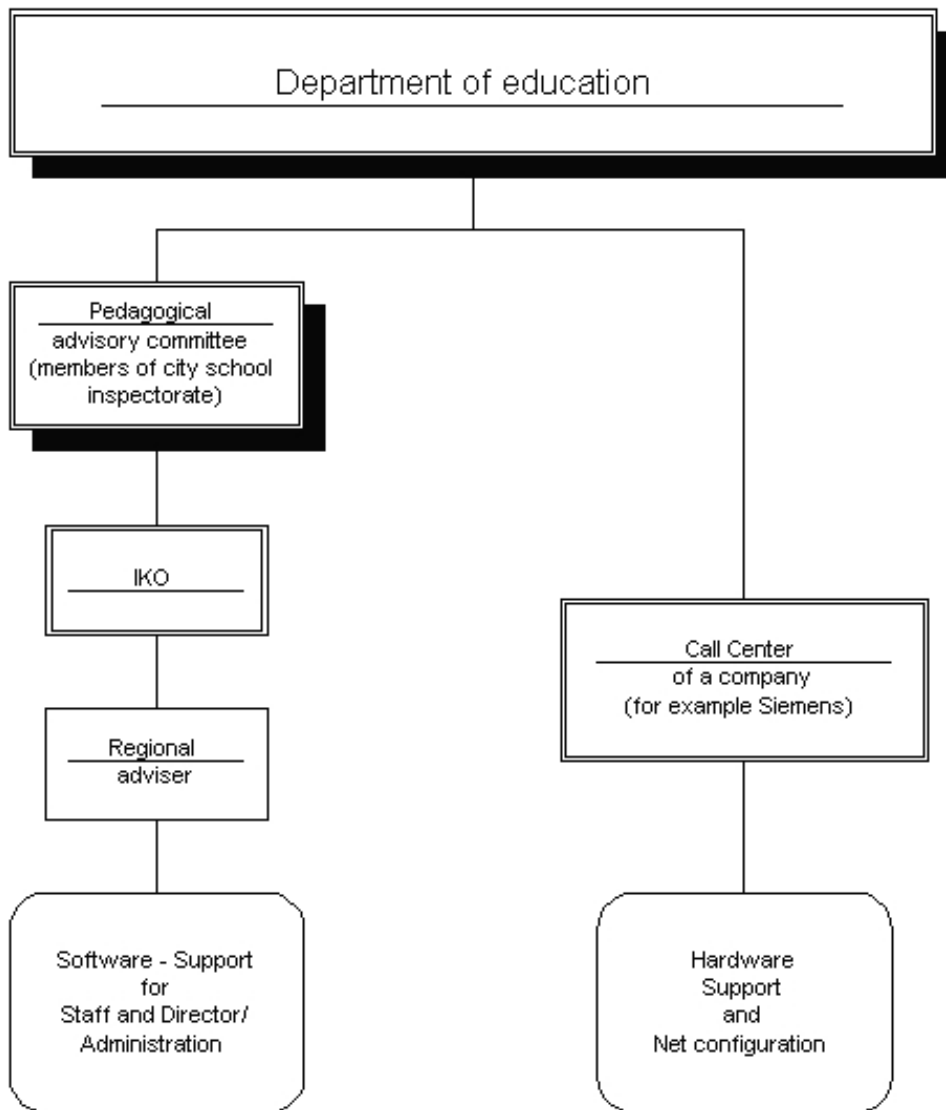 Department of education
Pedagogical
advisory committee
(members of city school
inspectorate)
IKO
Regional
adviser
Software - Support
for
Staff and Director/
Administration
Call Center
of a company
(for example Siemens)
Hardware
Support
and
Net configuration